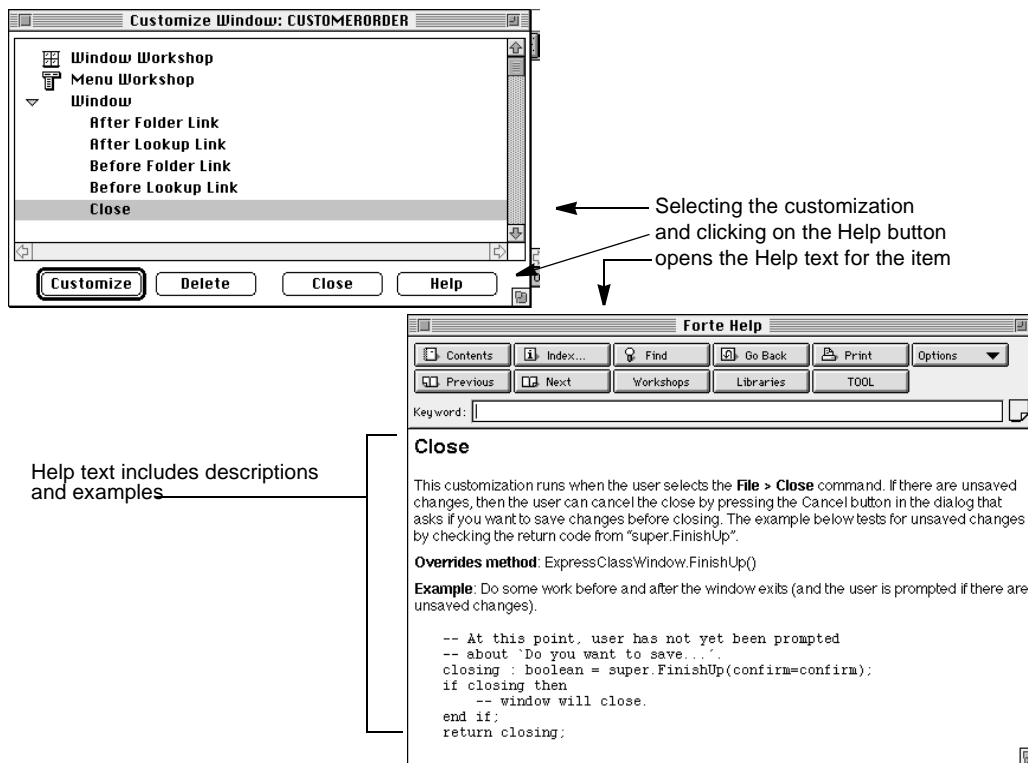 Customize Window: CUSTOMERORDER
Window Workshop
Menu Workshop
Window
After Folder Link
After Lookup Link
Before Folder Link
Before Lookup Link
Close
Customize
Delete
Close
Help
Selecting the customization
and clicking on the Help button
opens the Help text for the item
Forte Help
Contents
Index...
Find
Go Back
Print
Options
Previous
Next
Workshops
Libraries
TOOL
Keyword:
Help text includes descriptions
and examples
Close
This customization runs when the user selects the File > Close command. If there are unsaved
changes, then the user can cancel the close by pressing the Cancel button in the dialog that
asks if you want to save changes before closing. The example below tests for unsaved changes
by checking the return code from “super.FinishUp”.
Overrides method: ExpressClassWindow.FinishUp()
Example: Do some work before and after the window exits (and the user is prompted if there are
unsaved changes).
-- At this point, user has not yet been prompted
-- about `Do you want to save...´.
closing : boolean = super.FinishUp(confirm=confirm);
if closing then
-- window will close.
end if;
return closing;